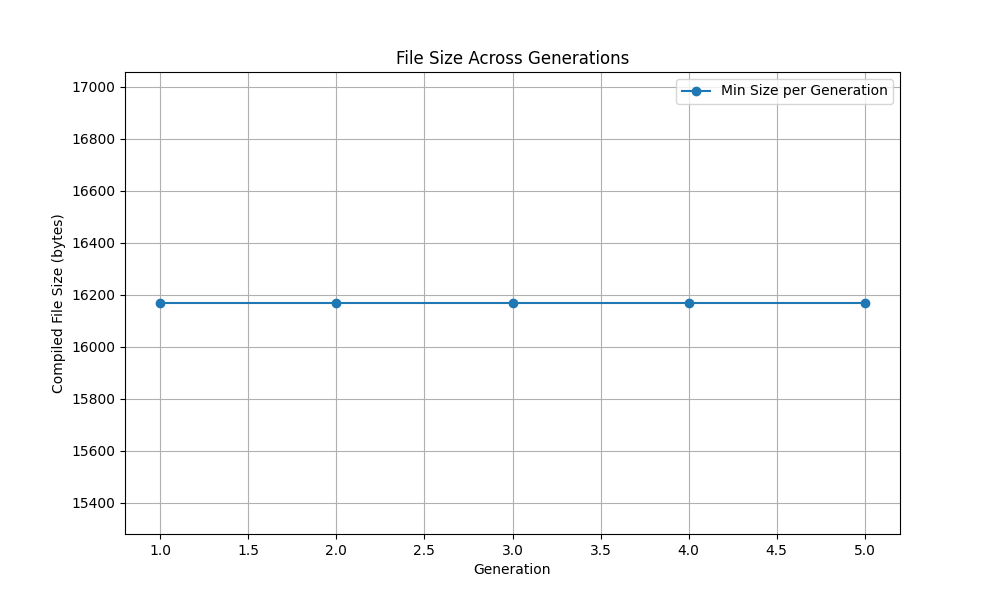 File Size Across Generations
Min Size per Generation
17000
16800
16600
16400
16200
16000
15800
15600
15400
Compiled File Size (bytes)
1.0 1.5 2.0 2.5 3.0 3.5 4.0 4.5 5.0
Generation